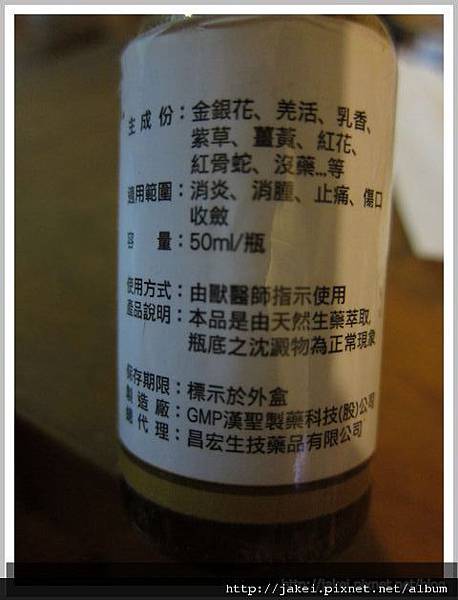 主成份：金銀花、羌活、乳香、
紫草、薑黃、紅花、
紅骨蛇、沒藥...等
適用範圍：消炎、消腫、止痛、傷口
收斂
容　量：50ml/瓶
使用方式：由獸醫師指示使用
產品說明：本品是由天然生藥萃取,
瓶底之沈澱物為正常現象
保存期限：標示於外盒
製造廠：GMP漢聖製藥科技(股)公司
總代理：昌宏生技藥品有限公司
http://jakei.pixnet.net/blog
http://jakei.pixnet.net/album